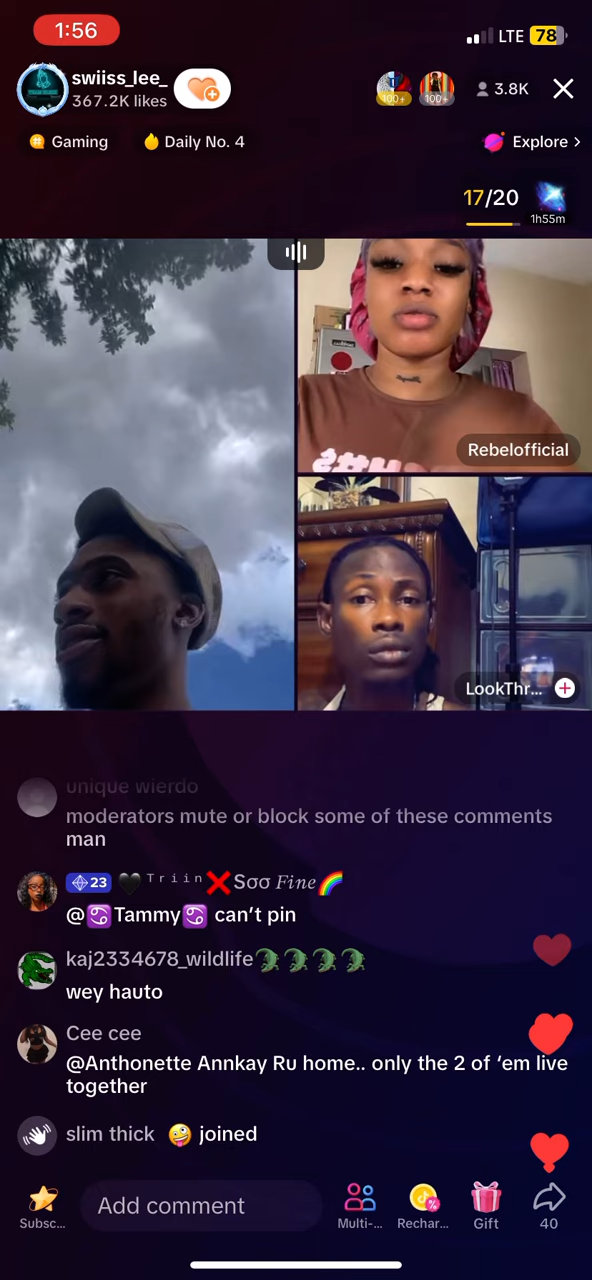 1:56
LTE 78
swiiss_lee_
367.2K likes
100+
100+
3.8K
Gaming
Daily No. 4
Explore >
17/20
1h55m
Rebelofficial
LookThr...
unique wierdo
moderators mute or block some of these comments
man
23 🖤 ᵀʳⁱⁱⁿ❌Sσσ 𝐹𝑖𝑛𝑒🌈
@♋Tammy♋ can’t pin
kaj2334678_wildlife🐊🐊🐊🐊
wey hauto
Cee cee
@Anthonette Annkay Ru home.. only the 2 of ‘em live
together
slim thick 🤪 joined
Add comment
Subsc...
Multi-...
Rechar...
Gift
40